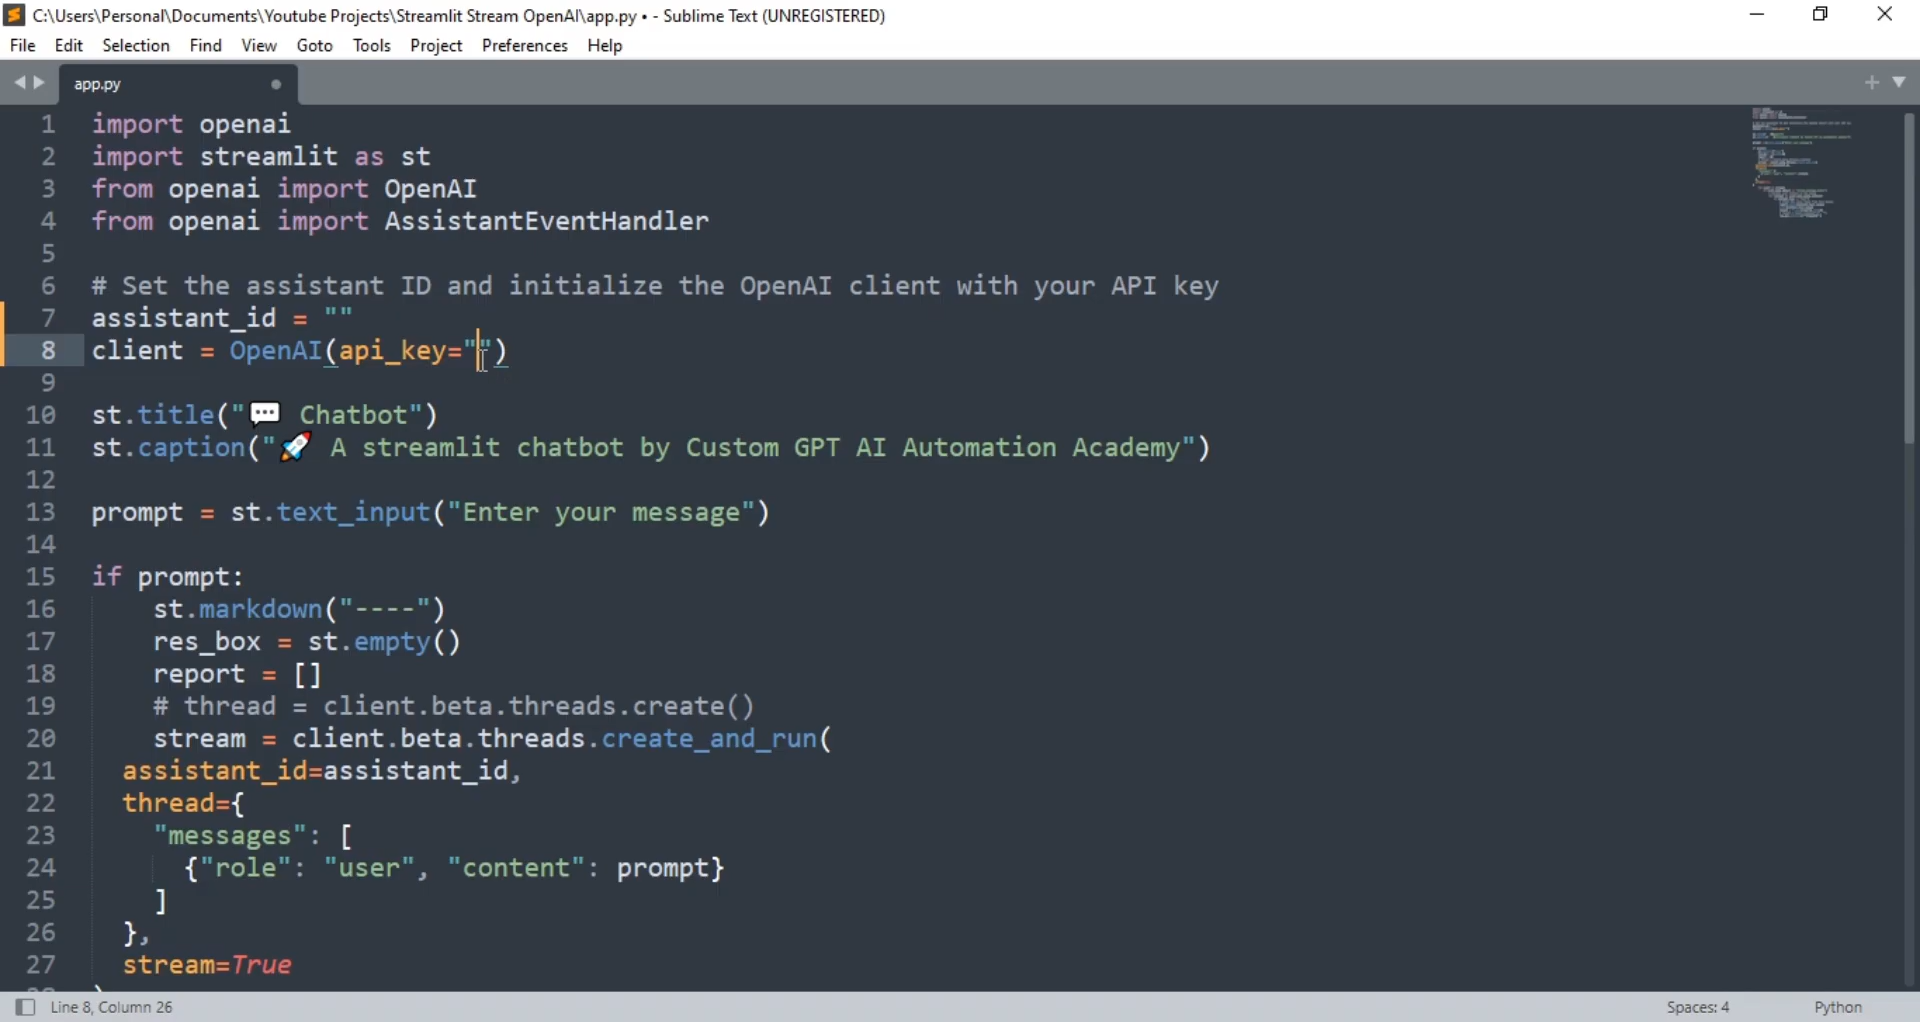 C:\Users\Personal\Documents\Youtube Projects\Streamlit Stream OpenAI\app.py • - Sublime Text (UNREGISTERED)
File Edit Selection Find View Goto Tools Project Preferences Help
app.py
1 import openai
2 import streamlit as st
3 from openai import OpenAI
4 from openai import AssistantEventHandler
5
6 # Set the assistant ID and initialize the OpenAI client with your API key
7 assistant_id = ""
8 client = OpenAI(api_key="")
9
10 st.title("💬 Chatbot")
11 st.caption("🚀 A streamlit chatbot by Custom GPT AI Automation Academy")
12
13 prompt = st.text_input("Enter your message")
14
15 if prompt:
16     st.markdown("----")
17     res_box = st.empty()
18     report = []
19     # thread = client.beta.threads.create()
20     stream = client.beta.threads.create_and_run(
21   assistant_id=assistant_id,
22   thread={
23     "messages": [
24       {"role": "user", "content": prompt}
25     ]
26   },
27   stream=True
Line 8, Column 26 Spaces: 4 Python